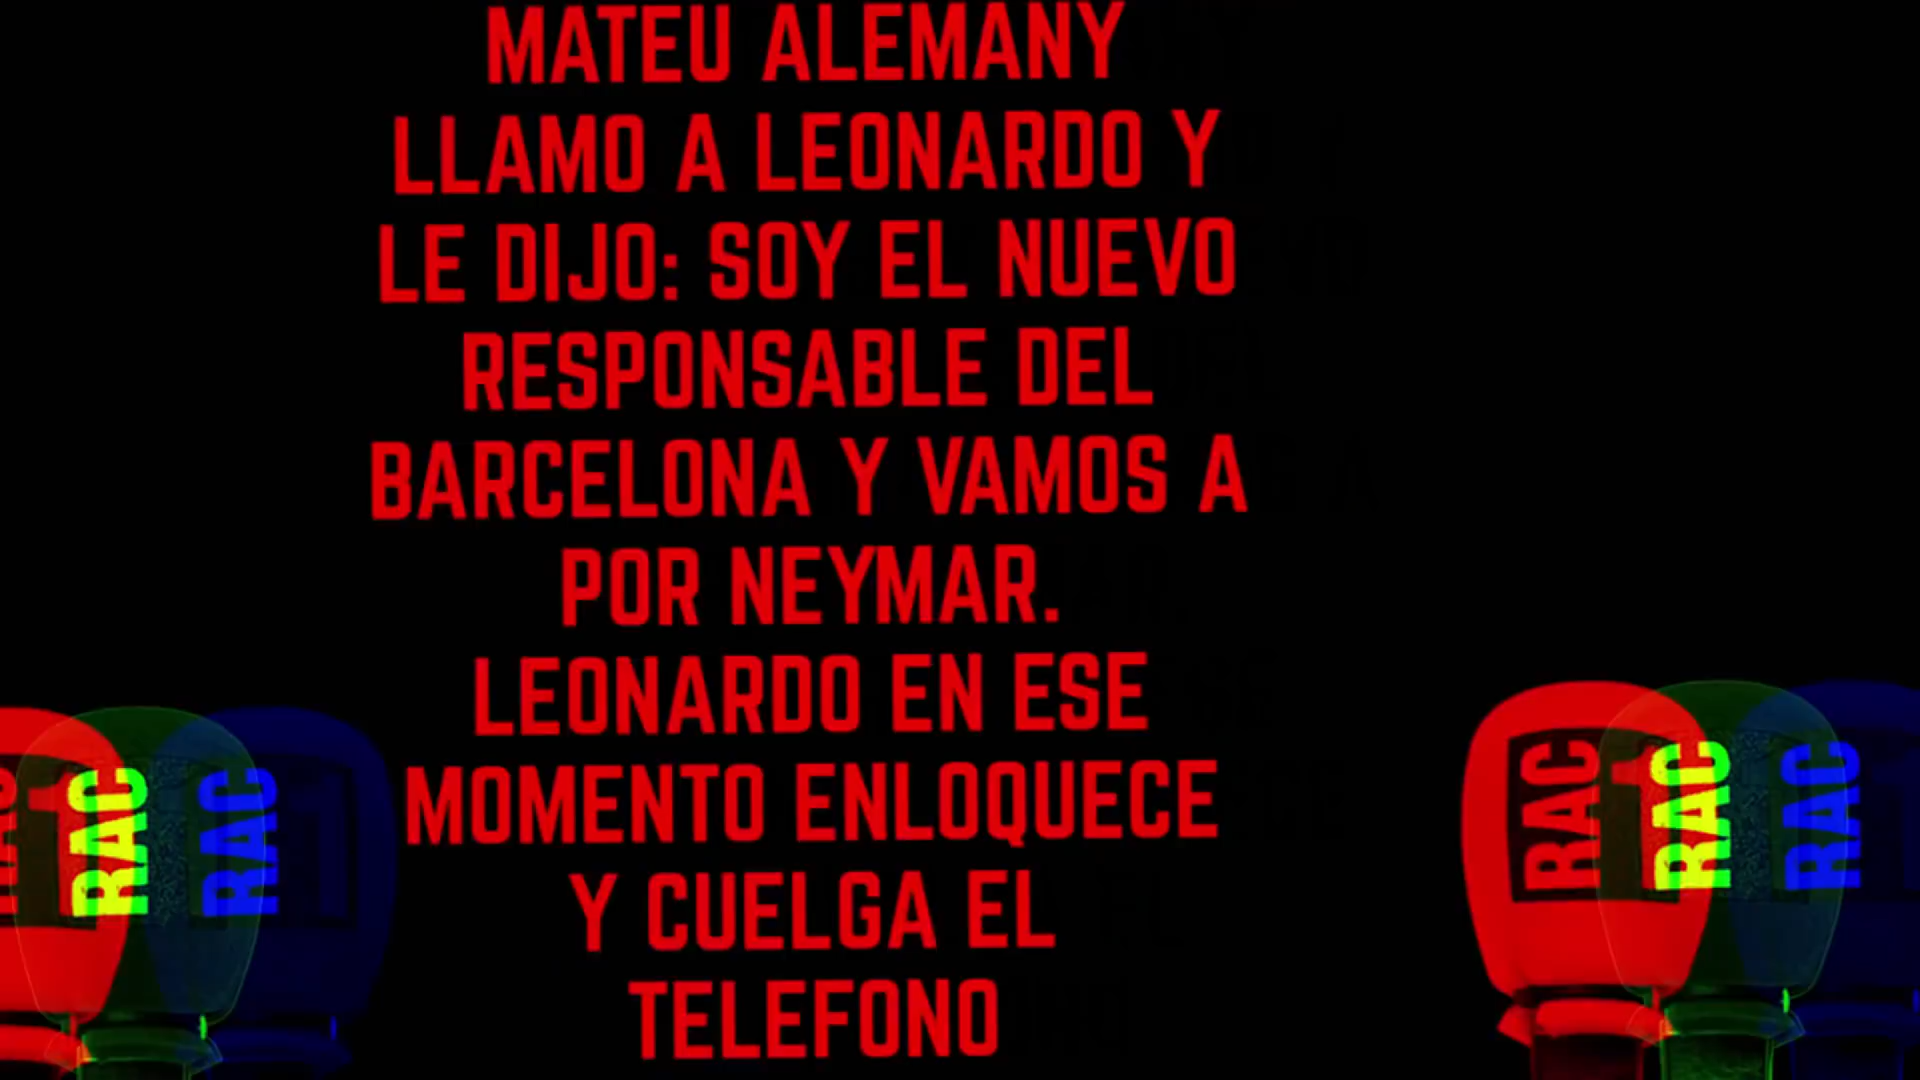 MATEU ALEMANY
LLAMO A LEONARDO Y
LE DIJO: SOY EL NUEVO
RESPONSABLE DEL
BARCELONA Y VAMOS A
POR NEYMAR.
LEONARDO EN ESE
MOMENTO ENLOQUECE
Y CUELGA EL
TELEFONO
RAC
RAC
RAC
RAC
1
RAC
RAC